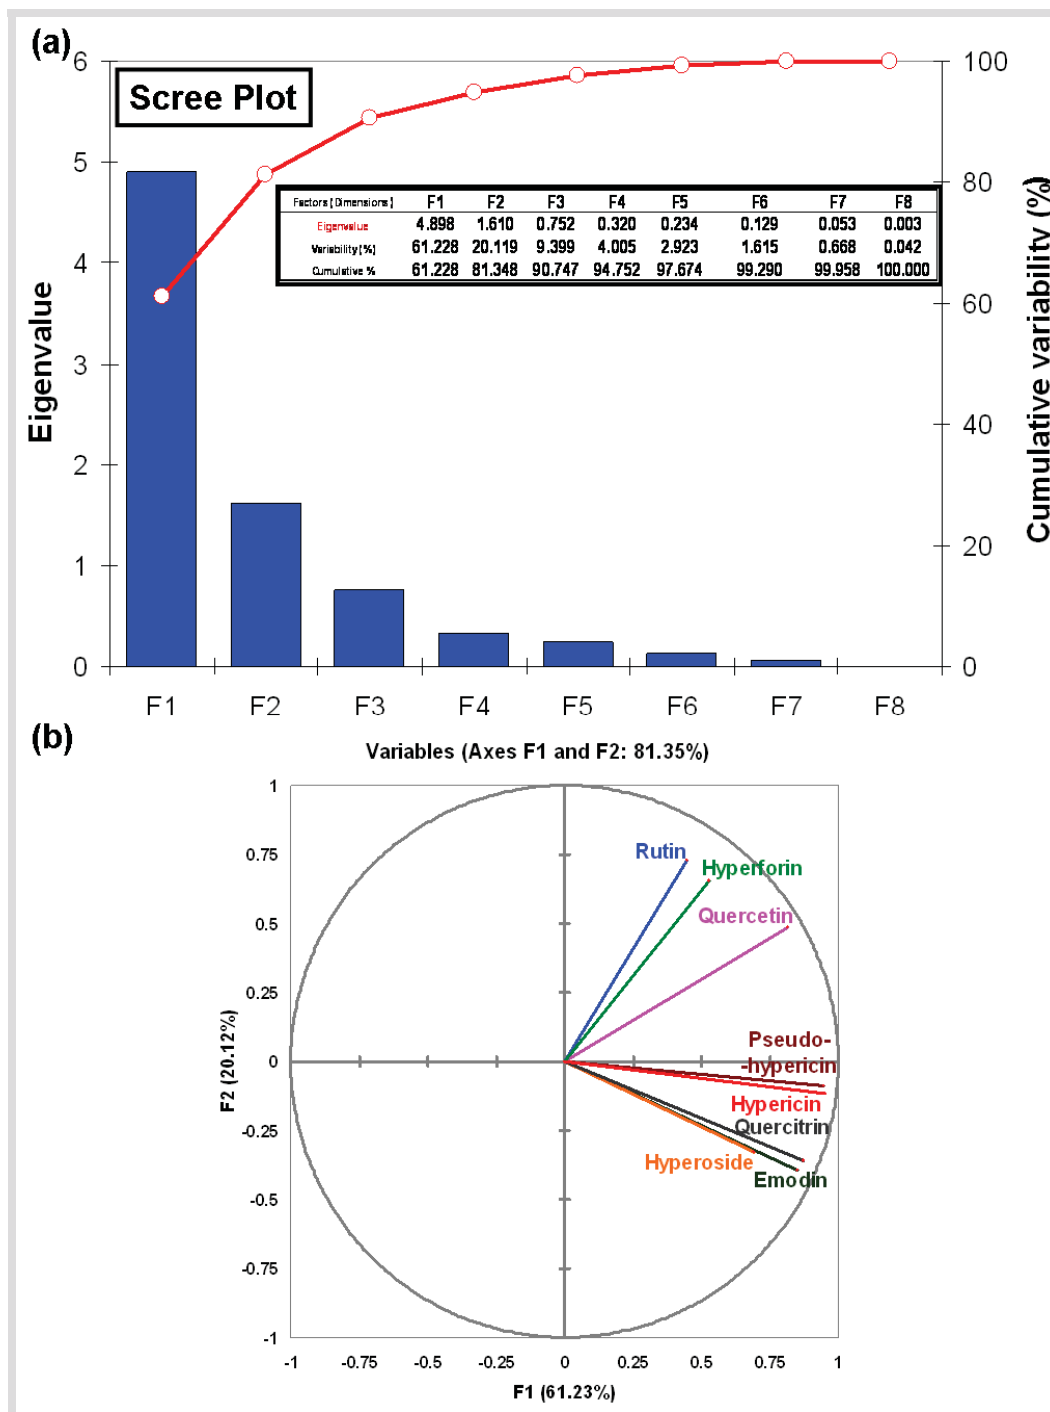 (a)
Scree Plot
6
5
4
3
2
1
0
Eigenvalue
100
80
60
40
20
0
Cumulative variability (%)
Factors (Dimensions) F1 F2 F3 F4 F5 F6 F7 F8
Eigenvalue 4.898 1.610 0.752 0.320 0.234 0.129 0.053 0.003
Variability (%) 61.228 20.119 9.399 4.005 2.923 1.615 0.668 0.042
Cumulative % 61.228 81.348 90.747 94.752 97.674 99.290 99.958 100.000
F1 F2 F3 F4 F5 F6 F7 F8
(b)
Variables (Axes F1 and F2: 81.35%)
1
0.75
0.5
0.25
0
-0.25
-0.5
-0.75
-1
F2 (20.12%)
Rutin
Hyperforin
Quercetin
Pseudo-
-hypericin
Hypericin
Quercitrin
Hyperoside
Emodin
-1 -0.75 -0.5 -0.25 0 0.25 0.5 0.75 1
F1 (61.23%)